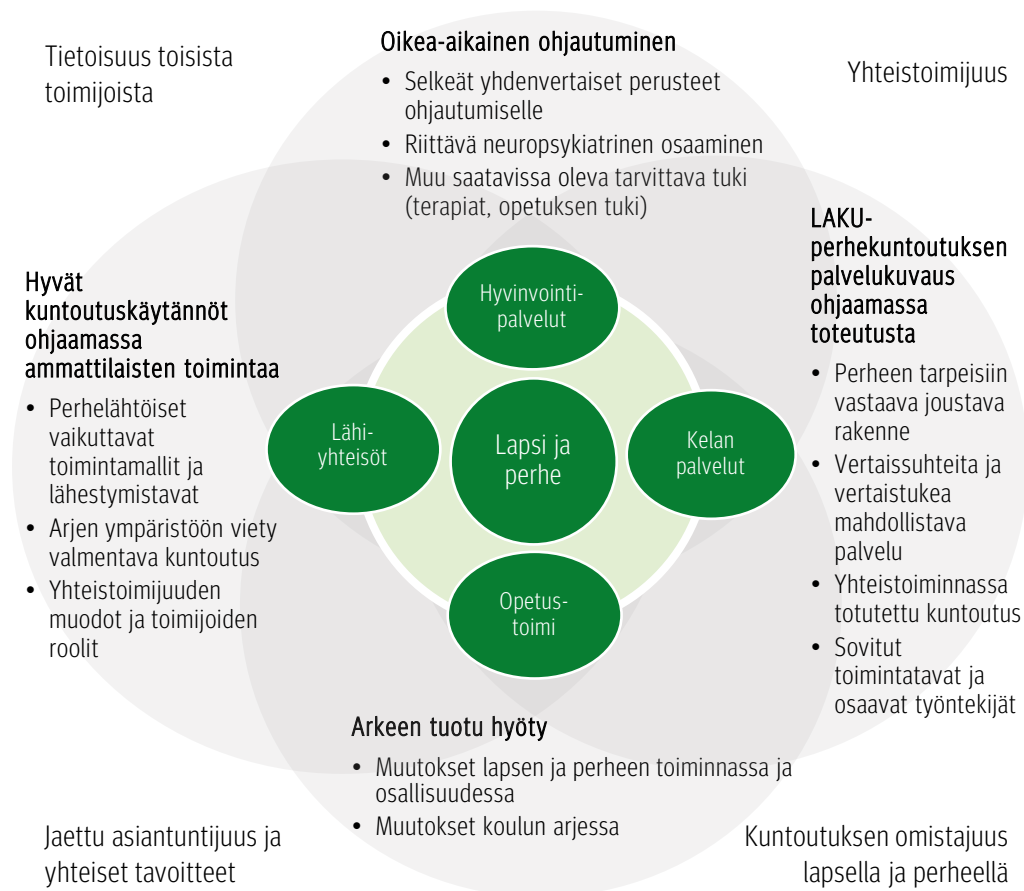 Tietoisuus toisista
toimijoista
Oikea-aikainen ohjautuminen
• Selkeät yhdenvertaiset perusteet
ohjautumiselle
• Riittävä neuropsykiatrinen osaaminen
• Muu saatavissa oleva tarvittava tuki
(terapiat, opetuksen tuki)
Yhteistoimijuus
Hyvät
kuntoutuskäytännöt
ohjaamassa
ammattilaisten toimintaa
• Perhelähtöiset
vaikuttavat
toimintamallit ja
lähestymistavat
• Arjen ympäristöön viety
valmentava kuntoutus
• Yhteistoimijuuden
muodot ja toimijoiden
roolit
Hyvinvointi-
palvelut
Lähi-
yhteisöt
Lapsi ja
perhe
Kelan
palvelut
Opetus-
toimi
LAKU-
perhekuntoutuksen
palvelukuvaus
ohjaamassa
toteutusta
• Perheen tarpeisiin
vastaava joustava
rakenne
• Vertaissuhteita ja
vertaistukea
mahdollistava
palvelu
• Yhteistoiminnassa
totutettu kuntoutus
• Sovitut
toimintatavat ja
osaavat työntekijät
Arkeen tuotu hyöty
• Muutokset lapsen ja perheen toiminnassa ja
osallisuudessa
• Muutokset koulun arjessa
Jaettu asiantuntijuus ja
yhteiset tavoitteet
Kuntoutuksen omistajuus
lapsella ja perheellä